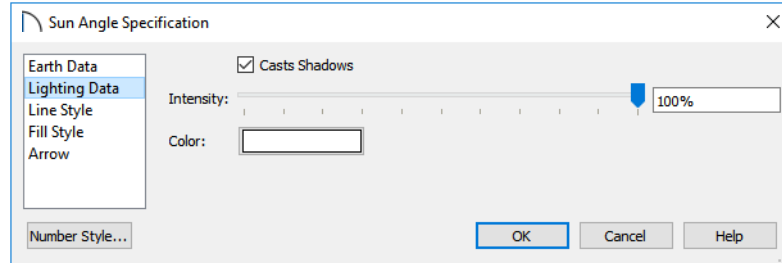 Sun Angle Specification
Earth Data
Lighting Data
Line Style
Fill Style
Arrow
Casts Shadows
Intensity:
100%
Color:
Number Style...
OK
Cancel
Help